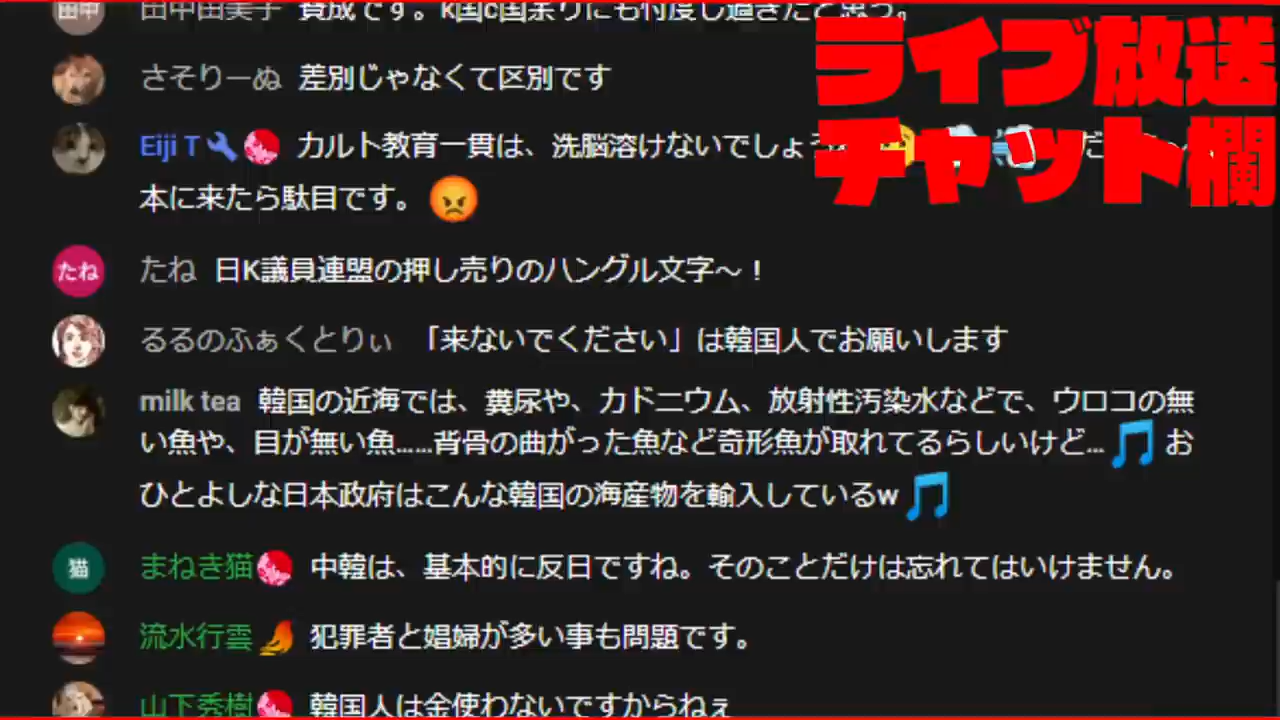 田中由美子 賛成です。K国C国余りにも忖度し過ぎたと思う。
ライブ放送
チャット欄
さそりーぬ 差別じゃなくて区別です
Eiji T カルト教育一貫は、洗脳溶けないでしょ
本に来たら駄目です。😡
たね たね 日K議員連盟の押し売りのハングル文字〜！
るるのふぁくとりぃ 「来ないでください」は韓国人でお願いします
milk tea 韓国の近海では、糞尿や、カドニウム、放射性汚染水などで、ウロコの無
い魚や、目が無い魚......背骨の曲がった魚など奇形魚が取れてるらしいけど...🎵お
ひとよしな日本政府はこんな韓国の海産物を輸入しているw🎵
猫 まねき猫 中韓は、基本的に反日ですね。そのことだけは忘れてはいけません。
流水行雲 犯罪者と娼婦が多い事も問題です。
山下秀樹 韓国人は金使わないですからねぇ